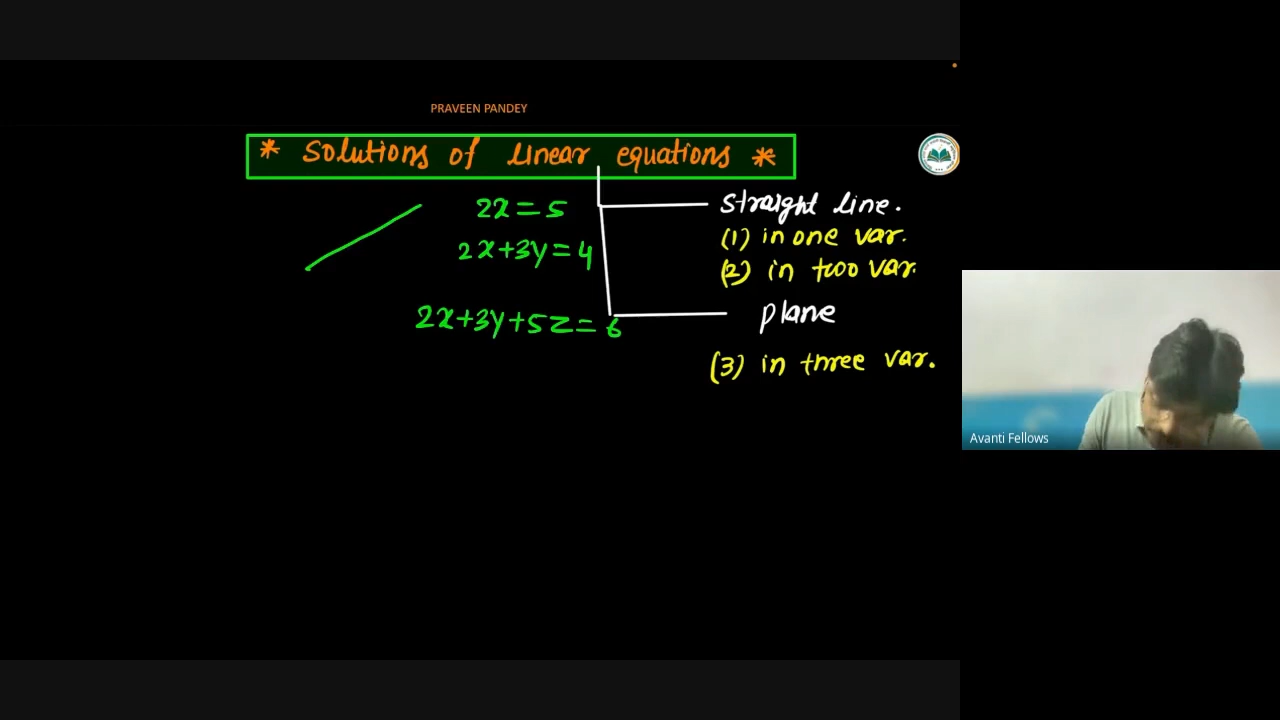 PRAVEEN PANDEY
* Solutions of linear equations *
2x = 5
straight line.
(1) in one var.
2x+3y = 4
(2) in two var.
2x+3y+5z = 6
plane
(3) in three var.
Avanti Fellows